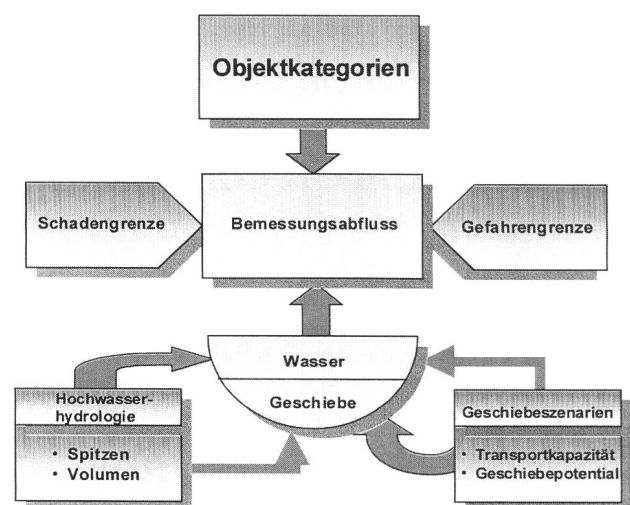 Objektkategorien
Schadengrenze
Bemessungsabfluss
Gefahrengrenze
Wasser
Geschiebe
Hochwasser-
hydrologie
• Spitzen
• Volumen
Geschiebeszenarien
• Transportkapazität
• Geschiebepotential